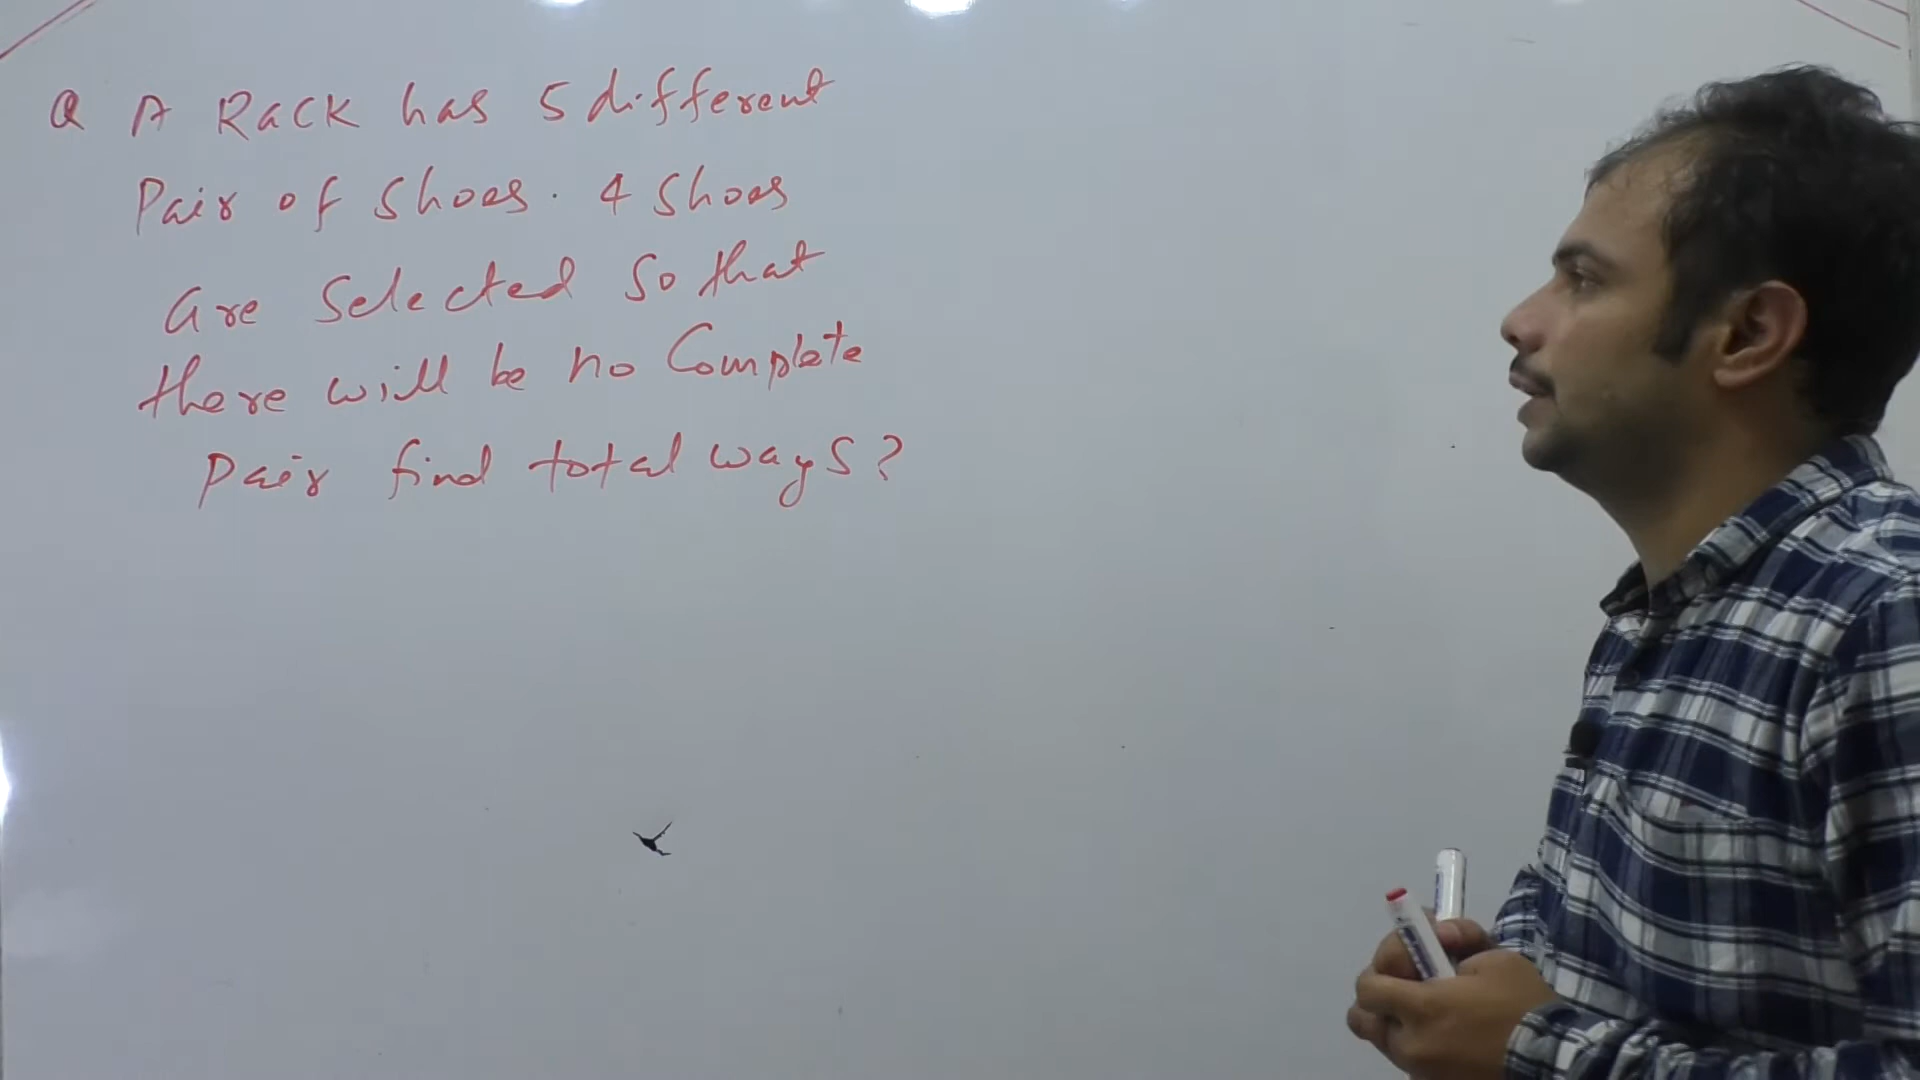 Q A Rack has 5 different
Pair of Shoes. 4 Shoes
are Selected So that
there will be no Complete
Pair find total ways?